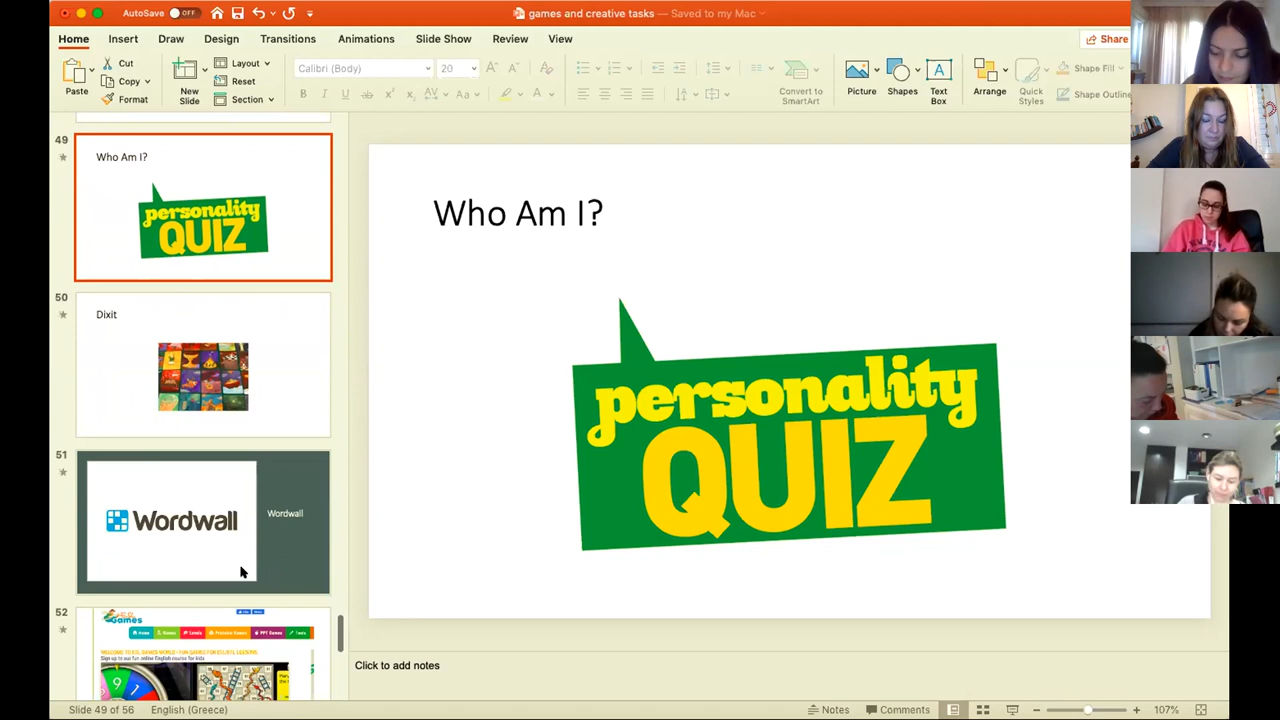 AutoSave OFF
games and creative tasks — Saved to my Mac
Home Insert Draw Design Transitions Animations Slide Show Review View Share
Paste Cut Copy Format
New Slide Layout Reset Section
Calibri (Body) 20
Convert to SmartArt
Picture Shapes Text Box Arrange Quick Styles Shape Fill Shape Outline
49
Who Am I?
personality
QUIZ
50
Dixit
51
Wordwall
Wordwall
52
Games
Who Am I?
personality
QUIZ
Click to add notes
Slide 49 of 56 English (Greece) Notes Comments 107%